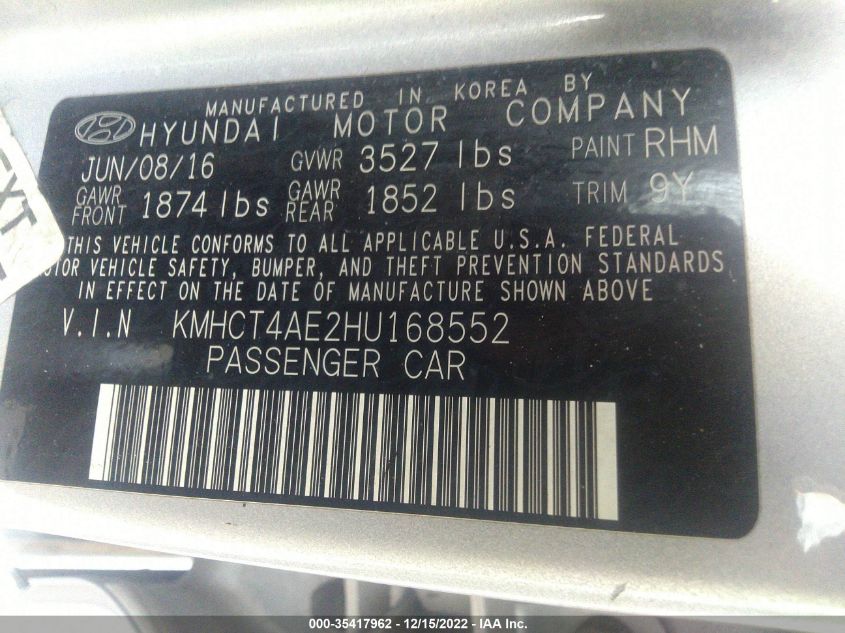 MANUFACTURED IN KOREA BY
HYUNDAI MOTOR COMPANY
JUN/08/16 GVWR 3527 lbs PAINT RHM
GAWR FRONT 1874 lbs GAWR REAR 1852 lbs TRIM 9Y
THIS VEHICLE CONFORMS TO ALL APPLICABLE U.S.A. FEDERAL
VEHICLE SAFETY, BUMPER, AND THEFT PREVENTION STANDARDS
IN EFFECT ON THE DATE OF MANUFACTURE SHOWN ABOVE
V.I.N KMHCT4AE2HU168552
PASSENGER CAR
000-35417962 - 12/15/2022 - IAA Inc.